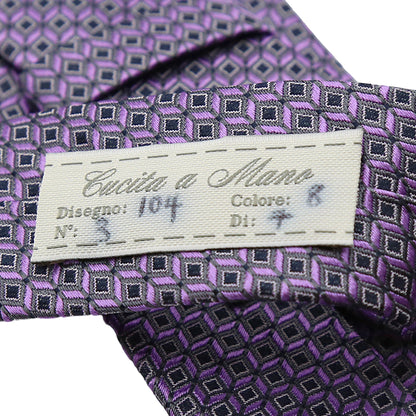 Cucita a Mano
Disegno: 104 Colore: 8
N°: 3 Di: 7